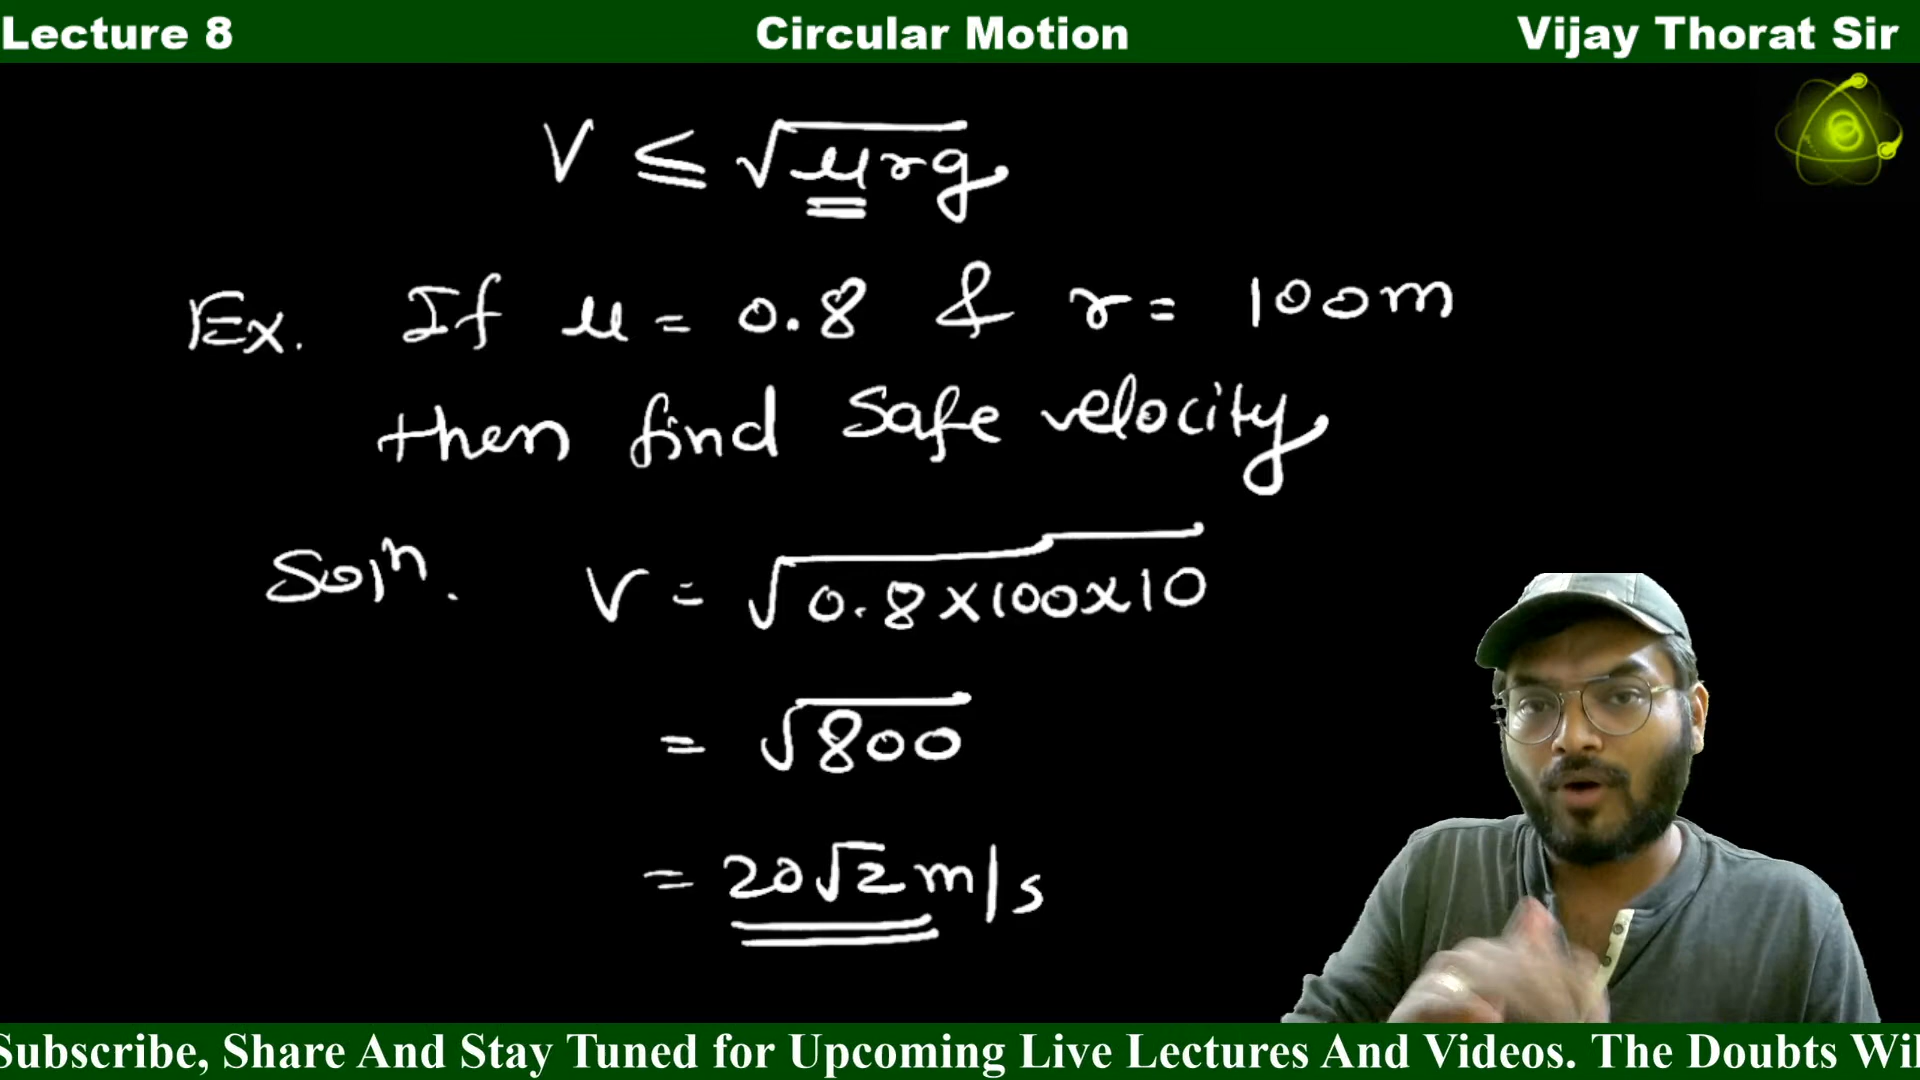 Lecture 8 Circular Motion Vijay Thorat Sir
V ≤ √μrg
Ex. If μ = 0.8 & r = 100m
then find safe velocity
Solⁿ. V = √0.8×100×10
= √800
= 20√2 m/s
Subscribe, Share And Stay Tuned for Upcoming Live Lectures And Videos. The Doubts Wil